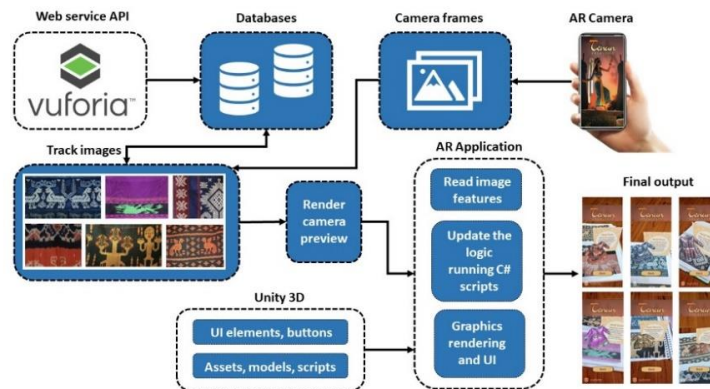 Web service API
Databases
Camera frames
AR Camera
vuforia™
Track images
AR Application
Read image
features
Final output
Render
camera
preview
Update the
logic
running C#
scripts
Unity 3D
UI elements, buttons
Graphics
rendering
and UI
Assets, models, scripts